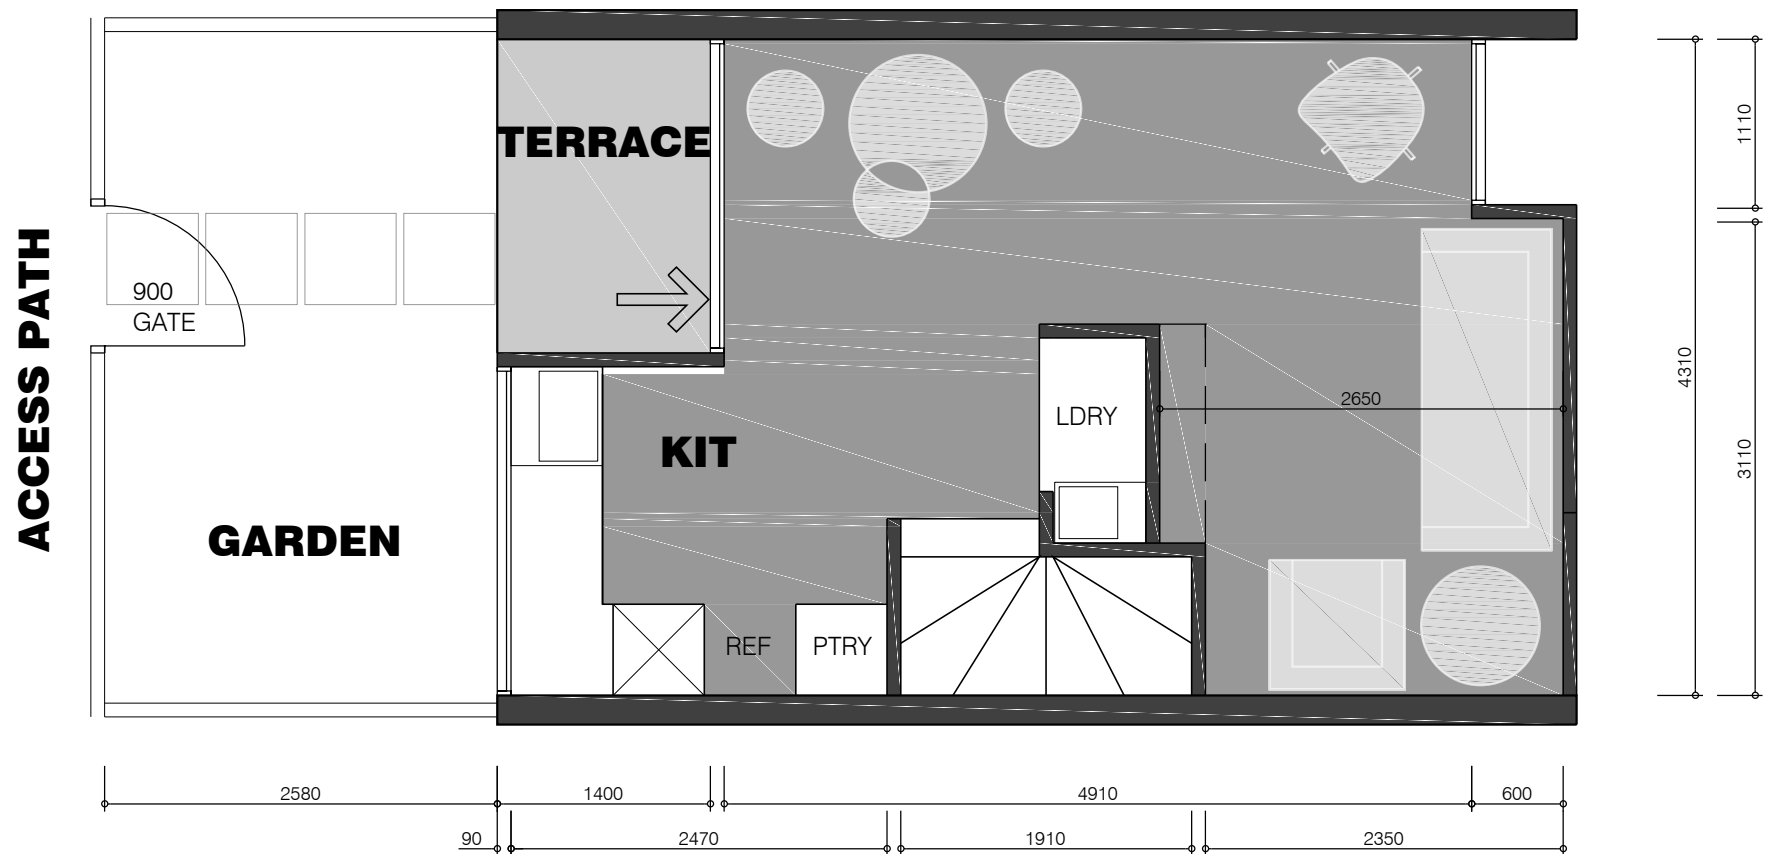 ACCESS PATH
TERRACE
900
GATE
KIT
LDRY
2650
GARDEN
REF
PTRY
1110
4310
3110
2580
1400
4910
600
90
2470
1910
2350